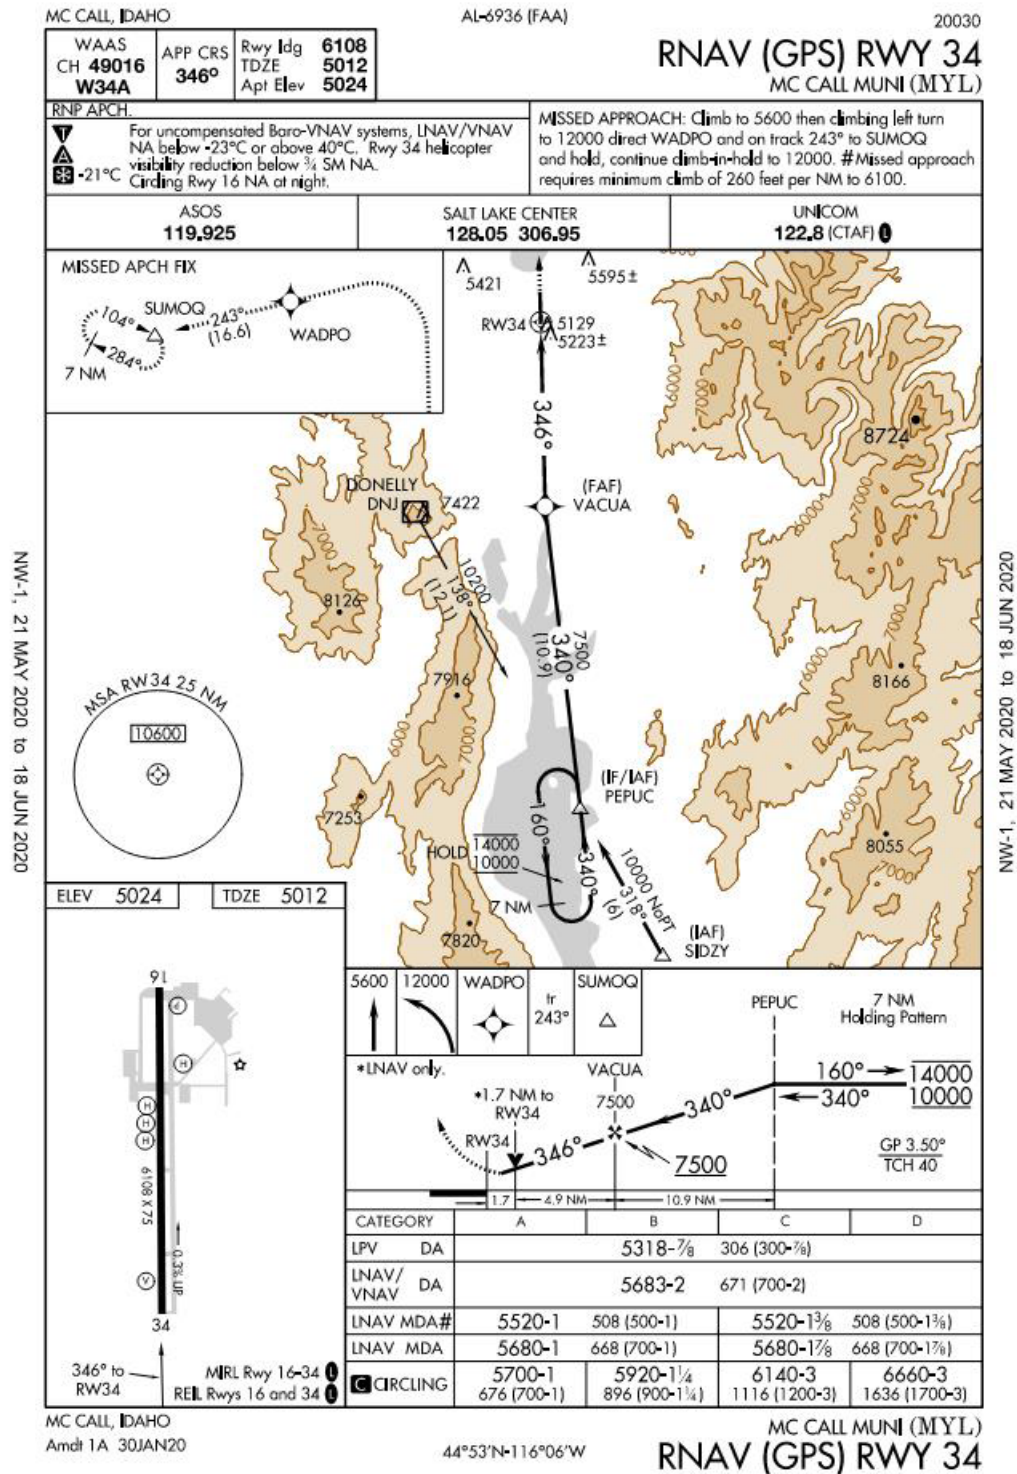 MC CALL, IDAHO
AL-6936 (FAA)
20030
WAAS
CH 49016
W34A
APP CRS
346°
Rwy ldg 6108
TDZE 5012
Apt Elev 5024
RNAV (GPS) RWY 34
MC CALL MUNI (MYL)
RNP APCH.
T
A
-21°C
For uncompensated Baro-VNAV systems, LNAV/VNAV
NA below -23°C or above 40°C. Rwy 34 helicopter
visibility reduction below ¾ SM NA.
Circling Rwy 16 NA at night.
MISSED APPROACH: Climb to 5600 then climbing left turn
to 12000 direct WADPO and on track 243° to SUMOQ
and hold, continue climb-in-hold to 12000. #Missed approach
requires minimum climb of 260 feet per NM to 6100.
ASOS
119.925
SALT LAKE CENTER
128.05 306.95
UNICOM
122.8 (CTAF) L
MISSED APCH FIX
SUMOQ
104°
284°
7 NM
243°
(16.6)
WADPO
5421
5595±
RW34
5129
5223±
346°
6000
7000
8724
(FAF)
VACUA
DONELLY
DNJ
7422
10200
138°
(12.1)
7000
8126
6000
7500
340°
(10.9)
7000
7916
8166
MSA RW34 25 NM
10600
6000
7000
(IF/IAF)
PEPUC
7253
160°
HOLD
14000
10000
340°
7 NM
10000 NoPT
318°
(6)
(IAF)
SIDZY
6000
8055
7000
7820
ELEV 5024
TDZE 5012
16
P
H
H
H
H
6108 X 75
0.3% UP
V
34
346° to
RW34
MIRL Rwy 16-34 L
REIL Rwys 16 and 34 L
5600
12000
WADPO
tr
243°
SUMOQ
PEPUC
7 NM
Holding Pattern
*LNAV only.
VACUA
7500
*1.7 NM to
RW34
RW34
346°
340°
7500
160°
340°
14000
10000
GP 3.50°
TCH 40
1.7
4.9 NM
10.9 NM
CATEGORY A B C D
LPV DA 5318-⅞ 306 (300-⅞)
LNAV/
VNAV DA 5683-2 671 (700-2)
LNAV MDA# 5520-1 508 (500-1) 5520-1⅜ 508 (500-1⅜)
LNAV MDA 5680-1 668 (700-1) 5680-1⅞ 668 (700-1⅞)
C CIRCLING 5700-1 5920-1¼ 6140-3 6660-3
676 (700-1) 896 (900-1¼) 1116 (1200-3) 1636 (1700-3)
MC CALL, IDAHO
Amdt 1A 30JAN20
44°53'N-116°06'W
MC CALL MUNI (MYL)
RNAV (GPS) RWY 34
NW-1, 21 MAY 2020 to 18 JUN 2020
NW-1, 21 MAY 2020 to 18 JUN 2020